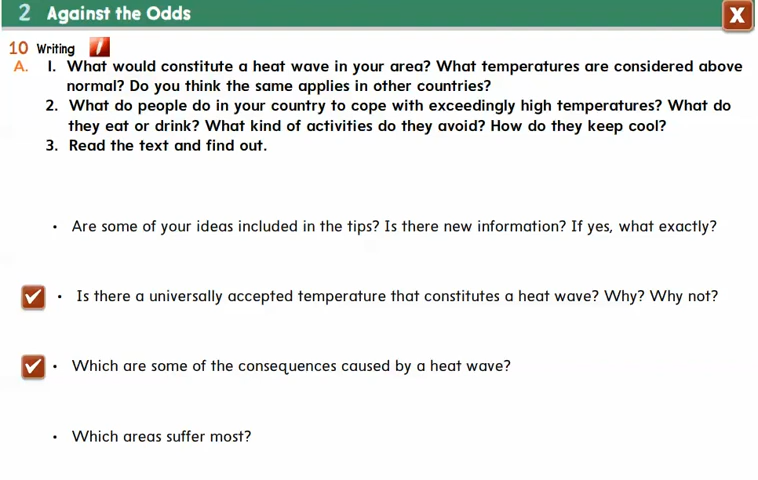 2 Against the Odds
X
10 Writing
A. 1. What would constitute a heat wave in your area? What temperatures are considered above
normal? Do you think the same applies in other countries?
2. What do people do in your country to cope with exceedingly high temperatures? What do
they eat or drink? What kind of activities do they avoid? How do they keep cool?
3. Read the text and find out.
• Are some of your ideas included in the tips? Is there new information? If yes, what exactly?
• Is there a universally accepted temperature that constitutes a heat wave? Why? Why not?
• Which are some of the consequences caused by a heat wave?
• Which areas suffer most?